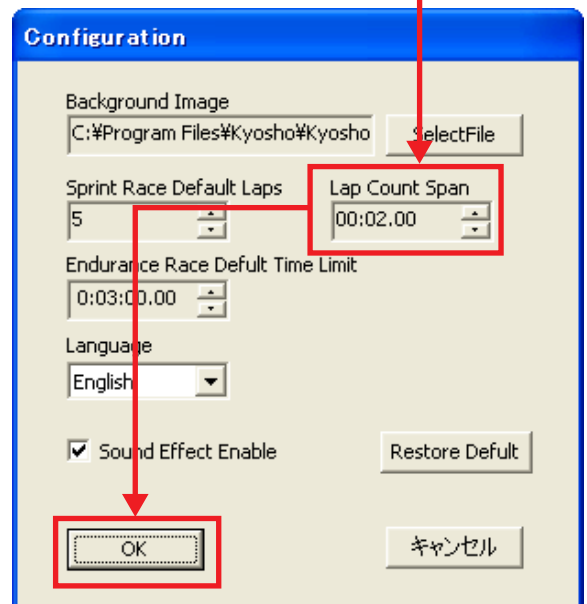 Configuration
Background Image
C:¥Program Files¥Kyosho¥Kyosho
SelectFile
Sprint Race Default Laps
Lap Count Span
5
00:02.00
Endurance Race Defult Time Limit
0:03:00.00
Language
English
Sound Effect Enable
Restore Defult
OK
キャンセル